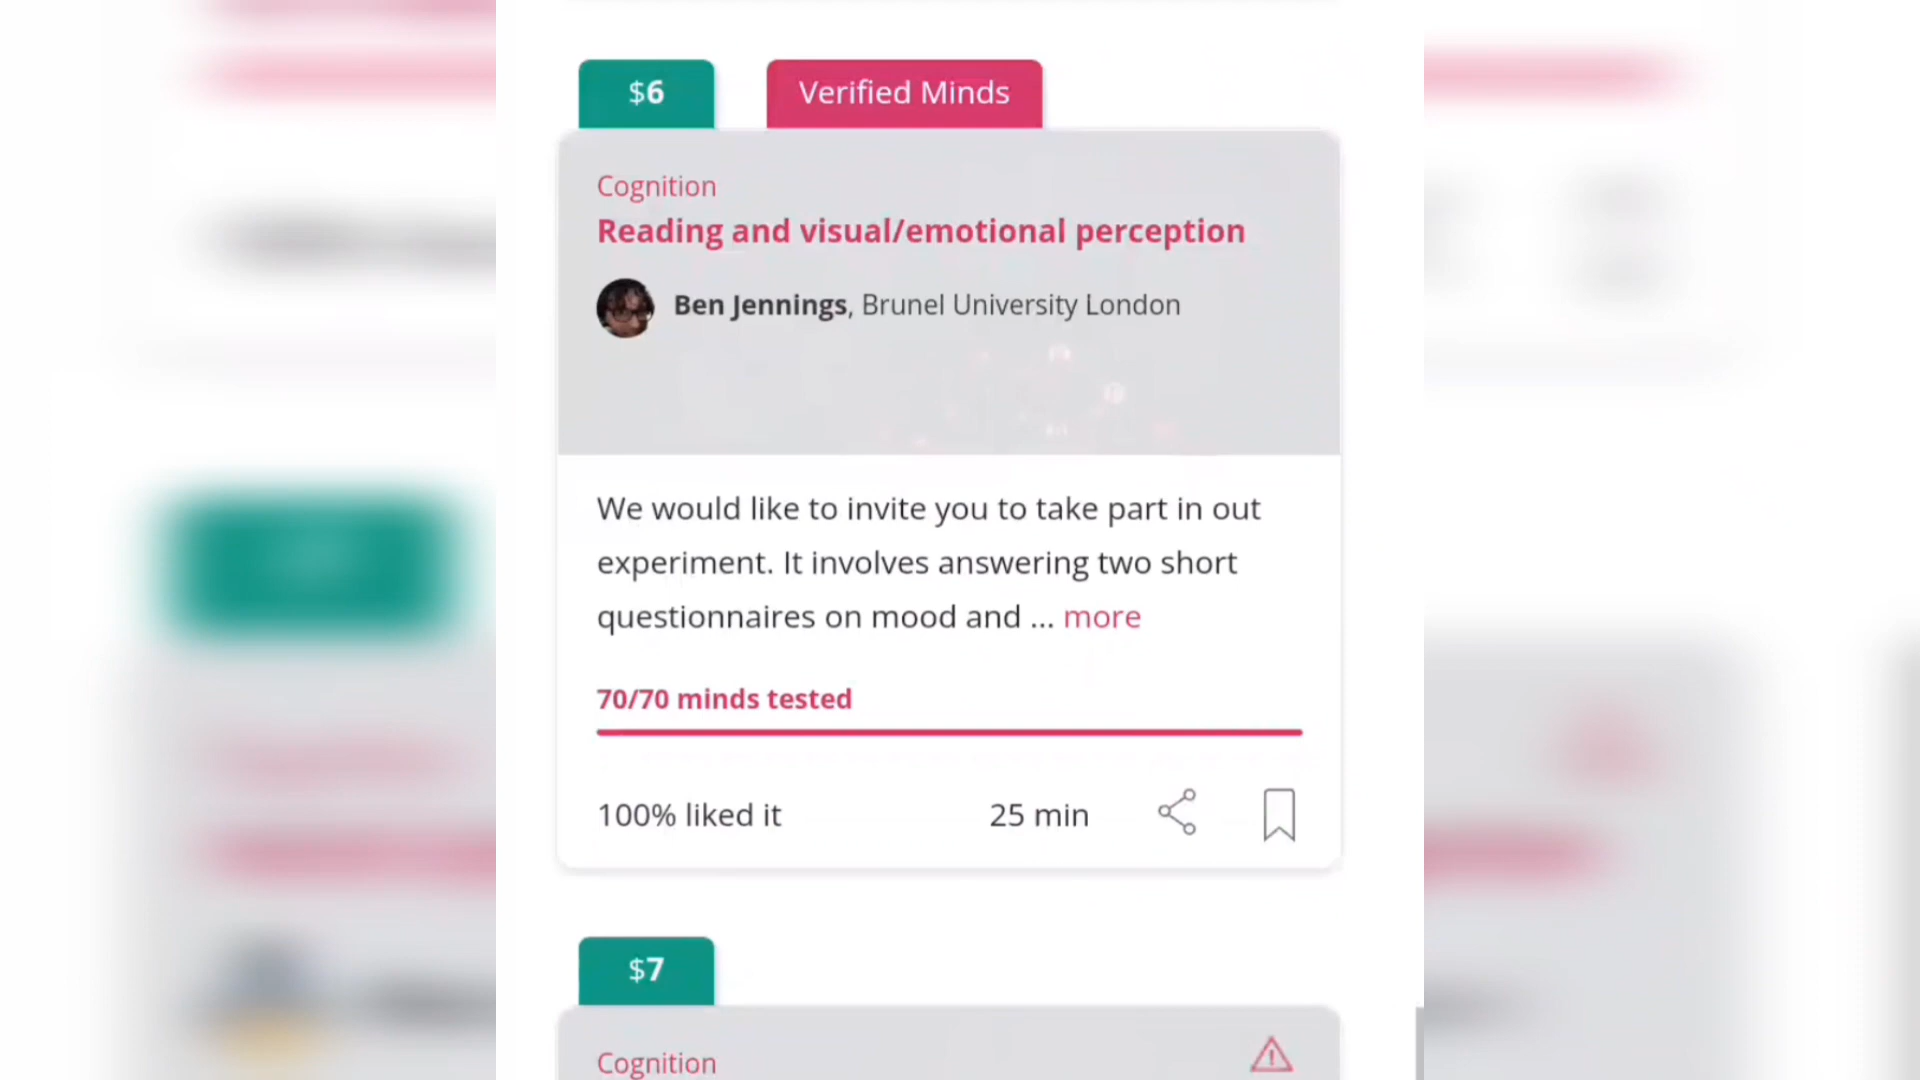 $6
Verified Minds
Cognition
Reading and visual/emotional perception
Ben Jennings, Brunel University London
We would like to invite you to take part in out
experiment. It involves answering two short
questionnaires on mood and ... more
70/70 minds tested
100% liked it
25 min
$7
Cognition